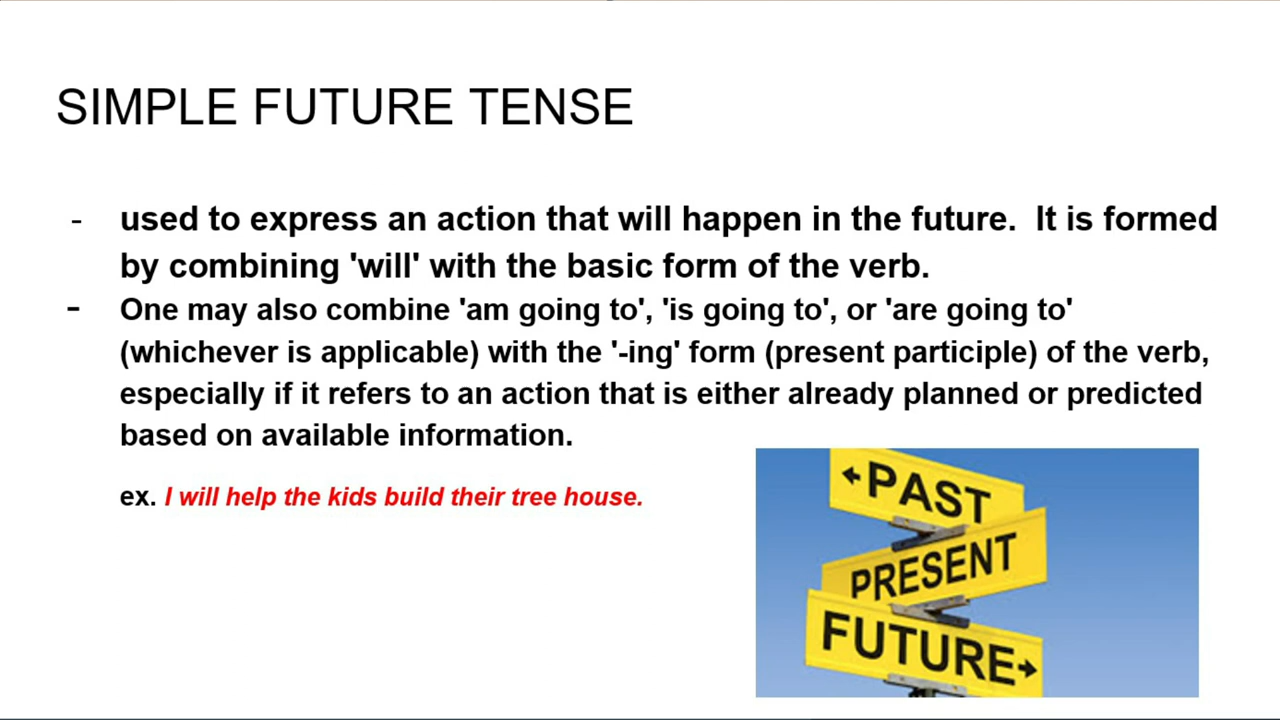 SIMPLE FUTURE TENSE
- used to express an action that will happen in the future.  It is formed
by combining 'will' with the basic form of the verb.
- One may also combine 'am going to', 'is going to', or 'are going to'
(whichever is applicable) with the '-ing' form (present participle) of the verb,
especially if it refers to an action that is either already planned or predicted
based on available information.
ex. I will help the kids build their tree house.
←PAST
PRESENT
FUTURE→